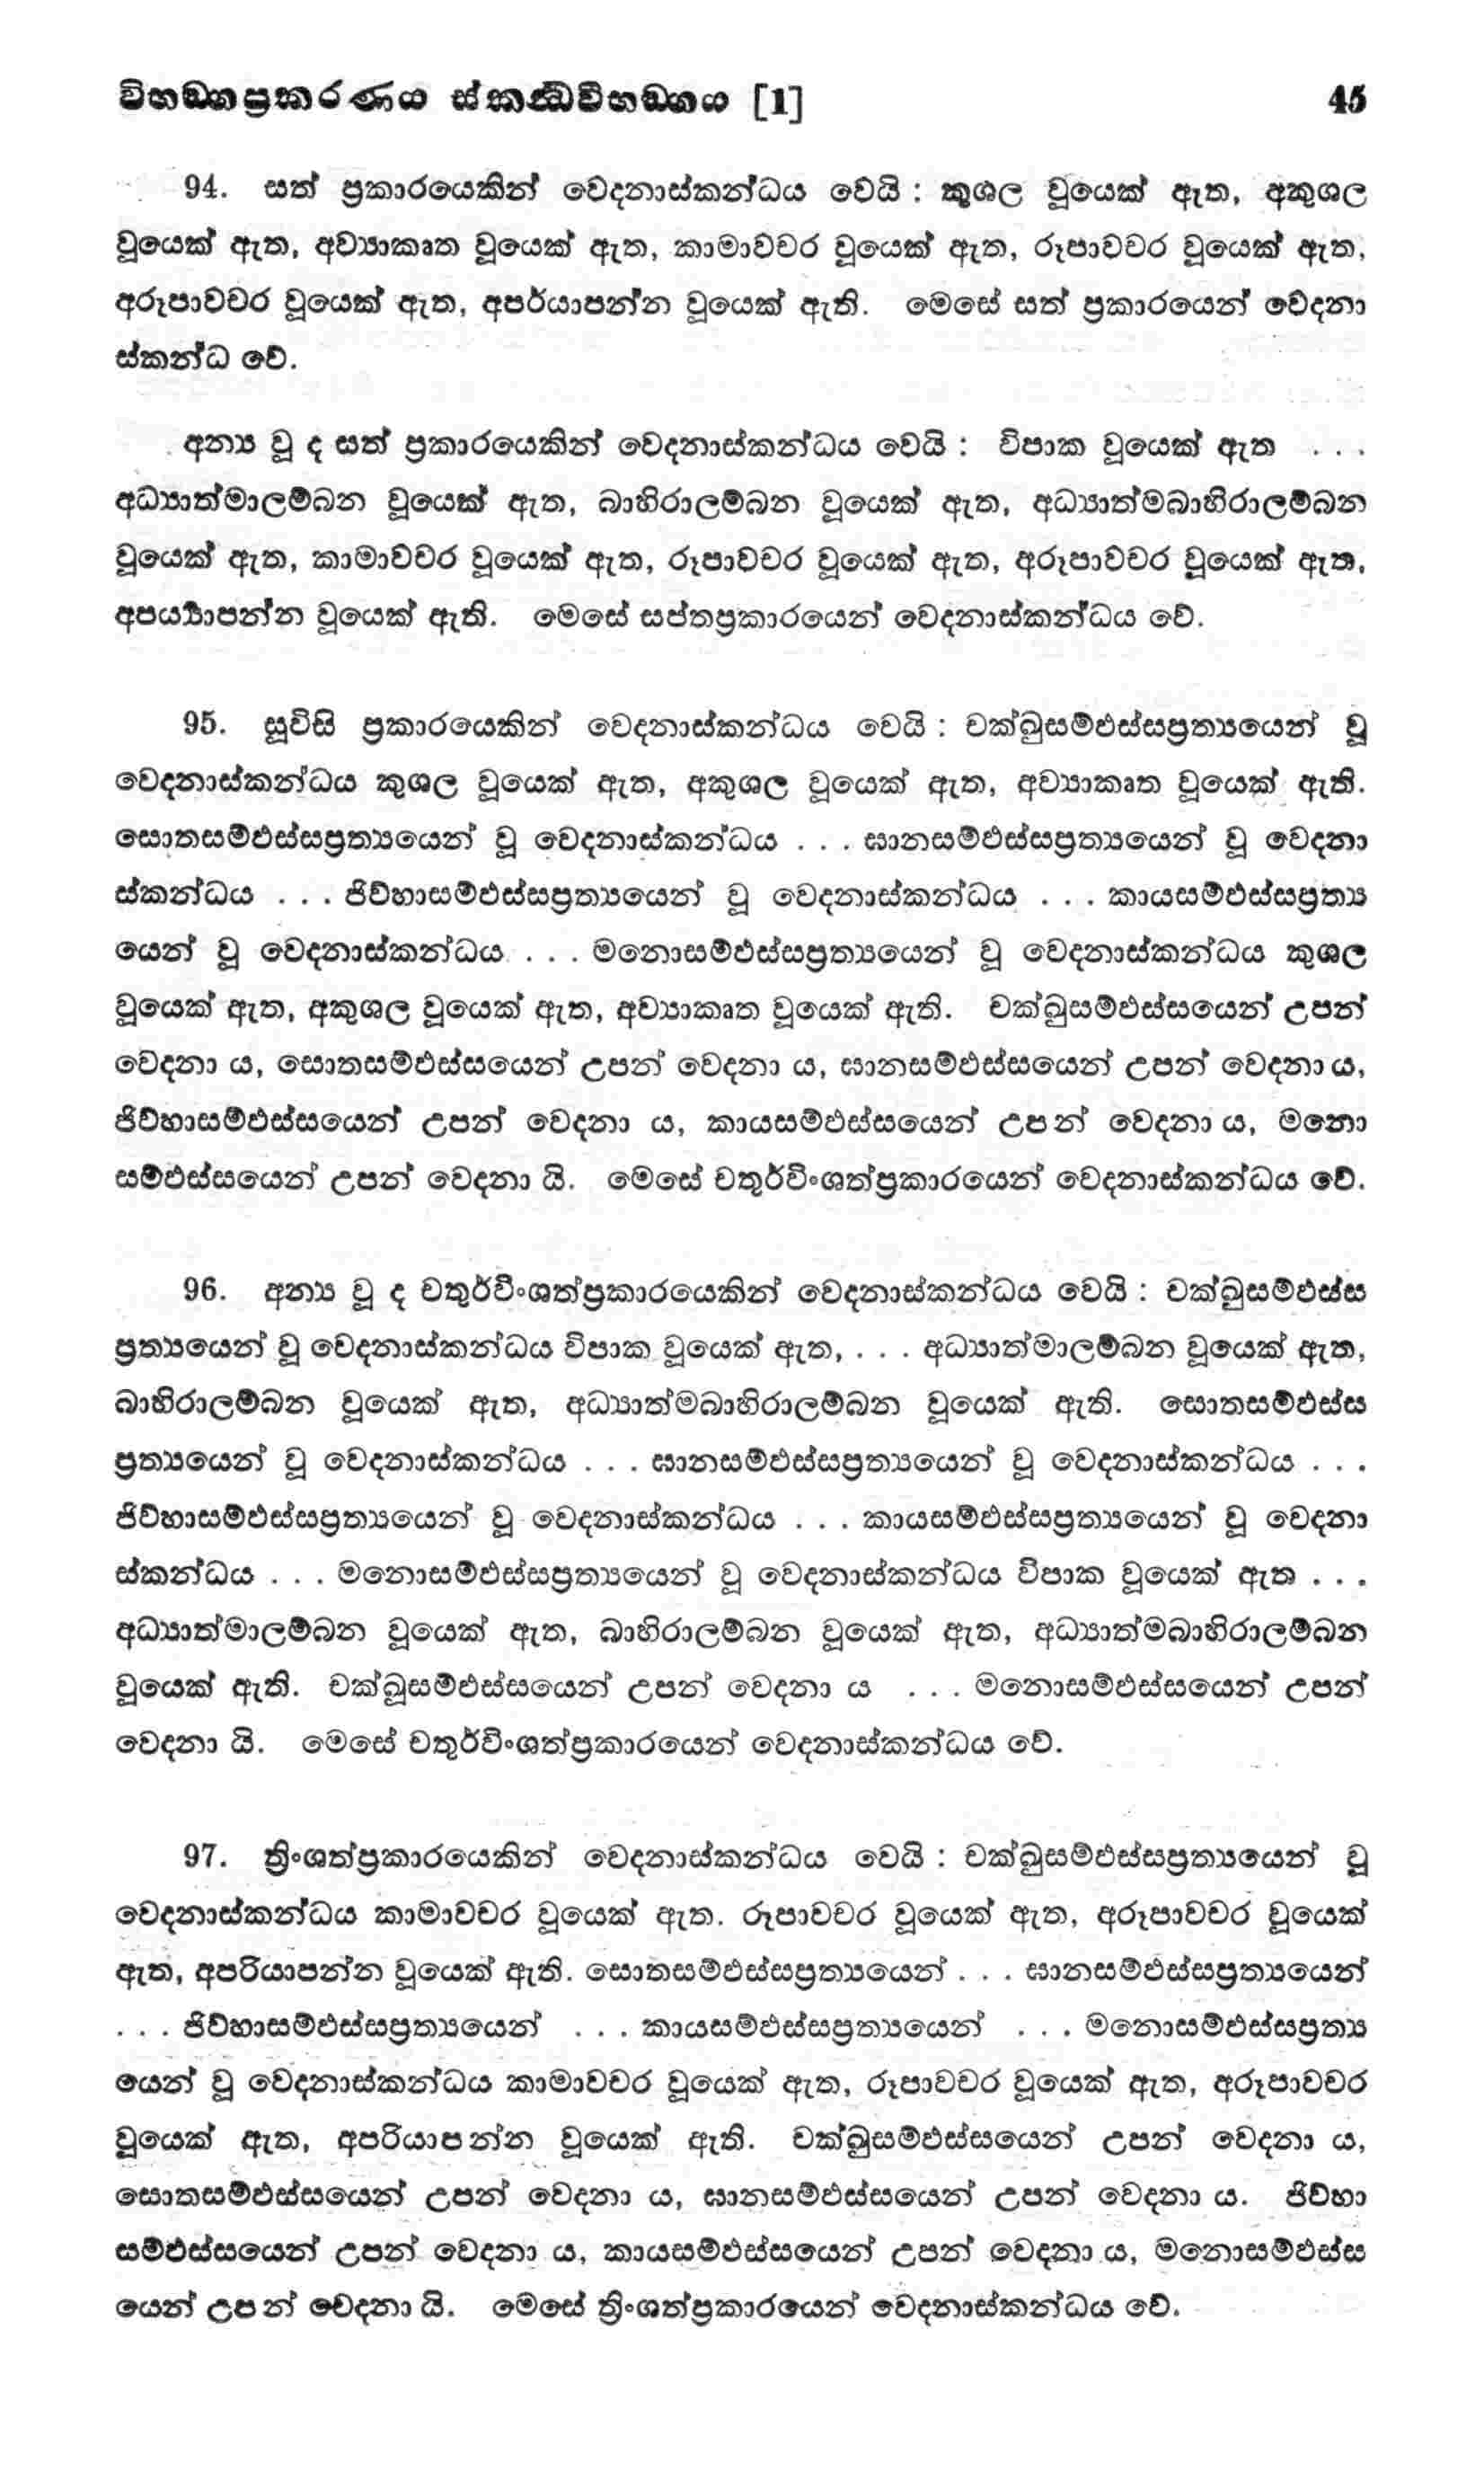 විභඞ්ගප්‍රකරණය ස්කන්‍ධවිභඞ්ගය [1] 45
94. සත් ප්‍රකාරයෙකින් වේදනාස්කන්ධය වෙයි : කුශල වූයෙක් ඇත, අකුශල
වූයෙක් ඇත, අව්‍යාකෘත වූයෙක් ඇත, කාමාවචර වූයෙක් ඇත, රූපාවචර වූයෙක් ඇත,
අරූපාවචර වූයෙක් ඇත, අපර්යාපන්න වූයෙක් ඇති. මෙසේ සත් ප්‍රකාරයෙන් වේදනා
ස්කන්ධ වේ.
අන්‍ය වූ ද සත් ප්‍රකාරයෙකින් වෙදනාස්කන්ධය වෙයි : විපාක වූයෙක් ඇත . . .
අධ්‍යාත්මාලම්බන වූයෙක් ඇත, බාහිරාලම්බන වූයෙක් ඇත, අධ්‍යාත්මබාහිරාලම්බන
වූයෙක් ඇත, කාමාවචර වූයෙක් ඇත, රූපාවචර වූයෙක් ඇත, අරූපාවචර වූයෙක් ඇත,
අපර්‍ය්‍යාපන්න වූයෙක් ඇති. මෙසේ සප්තප්‍රකාරයෙන් වෙදනාස්කන්ධය වේ.
95. සූවිසි ප්‍රකාරයෙකින් වෙදනාස්කන්ධය වෙයි : චක්ඛුසම්ඵස්සප්‍රත්‍යයෙන් වූ
වෙදනාස්කන්ධය කුශල වූයෙක් ඇත, අකුශල වූයෙක් ඇත, අව්‍යාකෘත වූයෙක් ඇති.
සොතසම්ඵස්සප්‍රත්‍යයෙන් වූ වෙදනාස්කන්ධය . . . ඝානසම්ඵස්සප්‍රත්‍යයෙන් වූ වෙදනා
ස්කන්ධය . . . ජිව්හාසම්ඵස්සප්‍රත්‍යයෙන් වූ වෙදනාස්කන්ධය . . . කායසම්ඵස්සප්‍රත්‍ය
යෙන් වූ වෙදනාස්කන්ධය . . . මනොසම්ඵස්සප්‍රත්‍යයෙන් වූ වෙදනාස්කන්ධය කුශල
වූයෙක් ඇත, අකුශල වූයෙක් ඇත, අව්‍යාකෘත වූයෙක් ඇති. චක්ඛුසම්ඵස්සයෙන් උපන්
වෙදනා ය, සොතසම්ඵස්සයෙන් උපන් වෙදනා ය, ඝානසම්ඵස්සයෙන් උපන් වෙදනා ය,
ජිව්හාසම්ඵස්සයෙන් උපන් වෙදනා ය, කායසම්ඵස්සයෙන් උපන් වෙදනා ය, මනො
සම්ඵස්සයෙන් උපන් වෙදනා යි. මෙසේ චතුර්විංශත්ප්‍රකාරයෙන් වෙදනාස්කන්ධය වේ.
96. අන්‍ය වූ ද චතුර්විංශත්ප්‍රකාරයෙකින් වෙදනාස්කන්ධය වෙයි : චක්ඛුසම්ඵස්ස
ප්‍රත්‍යයෙන් වූ වෙදනාස්කන්ධය විපාක වූයෙක් ඇත, . . . අධ්‍යාත්මාලම්බන වූයෙක් ඇත,
බාහිරාලම්බන වූයෙක් ඇත, අධ්‍යාත්මබාහිරාලම්බන වූයෙක් ඇති. සොතසම්ඵස්ස
ප්‍රත්‍යයෙන් වූ වෙදනාස්කන්ධය . . . ඝානසම්ඵස්සප්‍රත්‍යයෙන් වූ වෙදනාස්කන්ධය . . .
ජිව්හාසම්ඵස්සප්‍රත්‍යයෙන් වූ වෙදනාස්කන්ධය . . . කායසම්ඵස්සප්‍රත්‍යයෙන් වූ වෙදනා
ස්කන්ධය . . . මනොසම්ඵස්සප්‍රත්‍යයෙන් වූ වෙදනාස්කන්ධය විපාක වූයෙක් ඇත . . .
අධ්‍යාත්මාලම්බන වූයෙක් ඇත, බාහිරාලම්බන වූයෙක් ඇත, අධ්‍යාත්මබාහිරාලම්බන
වූයෙක් ඇති. චක්ඛූසම්ඵස්සයෙන් උපන් වෙදනා ය . . . මනොසම්ඵස්සයෙන් උපන්
වෙදනා යි. මෙසේ චතුර්විංශත්ප්‍රකාරයෙන් වෙදනාස්කන්ධය වේ.
97. ත්‍රිංශත්ප්‍රකාරයෙකින් වෙදනාස්කන්ධය වෙයි : චක්ඛුසම්ඵස්සප්‍රත්‍යයෙන් වූ
වෙදනාස්කන්ධය කාමාවචර වූයෙක් ඇත. රූපාවචර වූයෙක් ඇත, අරූපාවචර වූයෙක්
ඇත, අපරියාපන්න වූයෙක් ඇති. සොතසම්ඵස්සප්‍රත්‍යයෙන් . . . ඝානසම්ඵස්සප්‍රත්‍යයෙන්
. . . ජිව්හාසම්ඵස්සප්‍රත්‍යයෙන් . . . කායසම්ඵස්සප්‍රත්‍යයෙන් . . . මනොසම්ඵස්සප්‍රත්‍ය
යෙන් වූ වෙදනාස්කන්ධය කාමාවචර වූයෙක් ඇත, රූපාවචර වූයෙක් ඇත, අරූපාවචර
වූයෙක් ඇත, අපරියාපන්න වූයෙක් ඇති. චක්ඛුසම්ඵස්සයෙන් උපන් වෙදනා ය,
සොතසම්ඵස්සයෙන් උපන් වෙදනා ය, ඝානසම්ඵස්සයෙන් උපන් වෙදනා ය. ජිව්හා
සම්ඵස්සයෙන් උපන් වෙදනා ය, කායසම්ඵස්සයෙන් උපන් වෙදනා ය, මනොසම්ඵස්ස
යෙන් උපන් වෙදනා යි. මෙසේ ත්‍රිංශත්ප්‍රකාරයෙන් වෙදනාස්කන්ධය වේ.